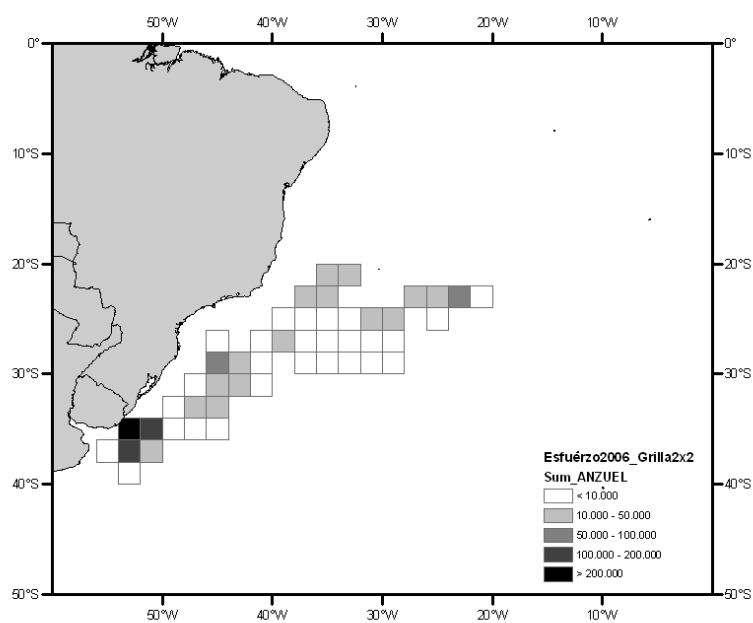 50°W 40°W 30°W 20°W 10°W
0° 0°
10°S 10°S
20°S 20°S
30°S 30°S
40°S 40°S
50°S 50°S
Esfuérzo2006_Grilla2x2
Sum_ANZUEL
< 10.000
10.000 - 50.000
50.000 - 100.000
100.000 - 200.000
> 200.000
50°W 40°W 30°W 20°W 10°W